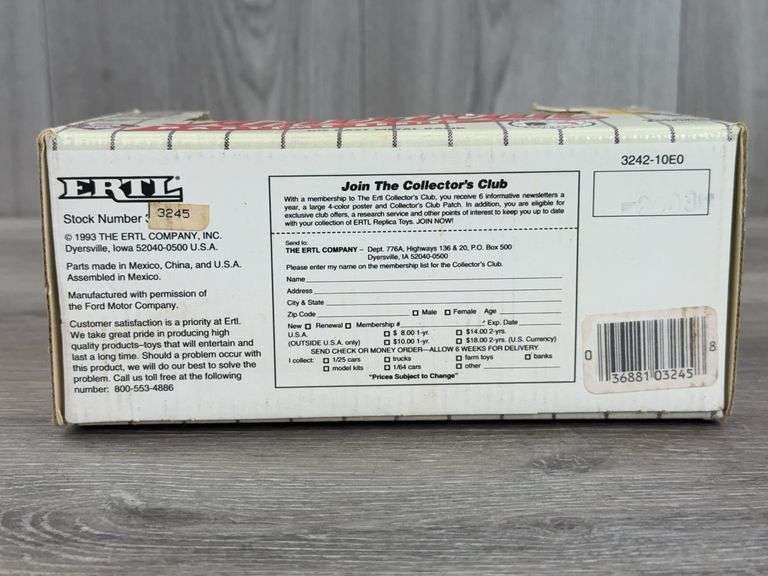 ERTL
Stock Number 3245
© 1993 THE ERTL COMPANY, INC.
Dyersville, Iowa 52040-0500 U.S.A.
Parts made in Mexico, China, and U.S.A.
Assembled in Mexico.
Manufactured with permission of
the Ford Motor Company.
Customer satisfaction is a priority at Ertl.
We take great pride in producing high
quality products–toys that will entertain and
last a long time. Should a problem occur with
this product, we will do our best to solve the
problem. Call us toll free at the following
number: 800-553-4886
Join The Collector's Club
With a membership to The Ertl Collector's Club, you receive 6 informative newsletters a
year, a large 4-color poster and Collector's Club Patch. In addition, you are eligible for
exclusive club offers, a research service and other points of interest to keep you up to date
with your collection of ERTL Replica Toys. JOIN NOW!
Send to:
THE ERTL COMPANY – Dept. 776A, Highways 136 & 20, P.O. Box 500
Dyersville, IA 52040-0500
Please enter my name on the membership list for the Collector's Club.
Name
Address
City & State
Zip Code □ Male □ Female Age
New □ Renewal □ Membership # Exp. Date
U.S.A. □ $ 8.00 1-yr. □ $14.00 2-yrs.
(OUTSIDE U.S.A. only) □ $10.00 1-yr. □ $18.00 2-yrs. (U.S. Currency)
SEND CHECK OR MONEY ORDER—ALLOW 6 WEEKS FOR DELIVERY.
I collect: □ 1/25 cars □ trucks □ farm toys □ banks
□ model kits □ 1/64 cars □ other
"Prices Subject to Change"
3242-10E0
0 36881 03245 8